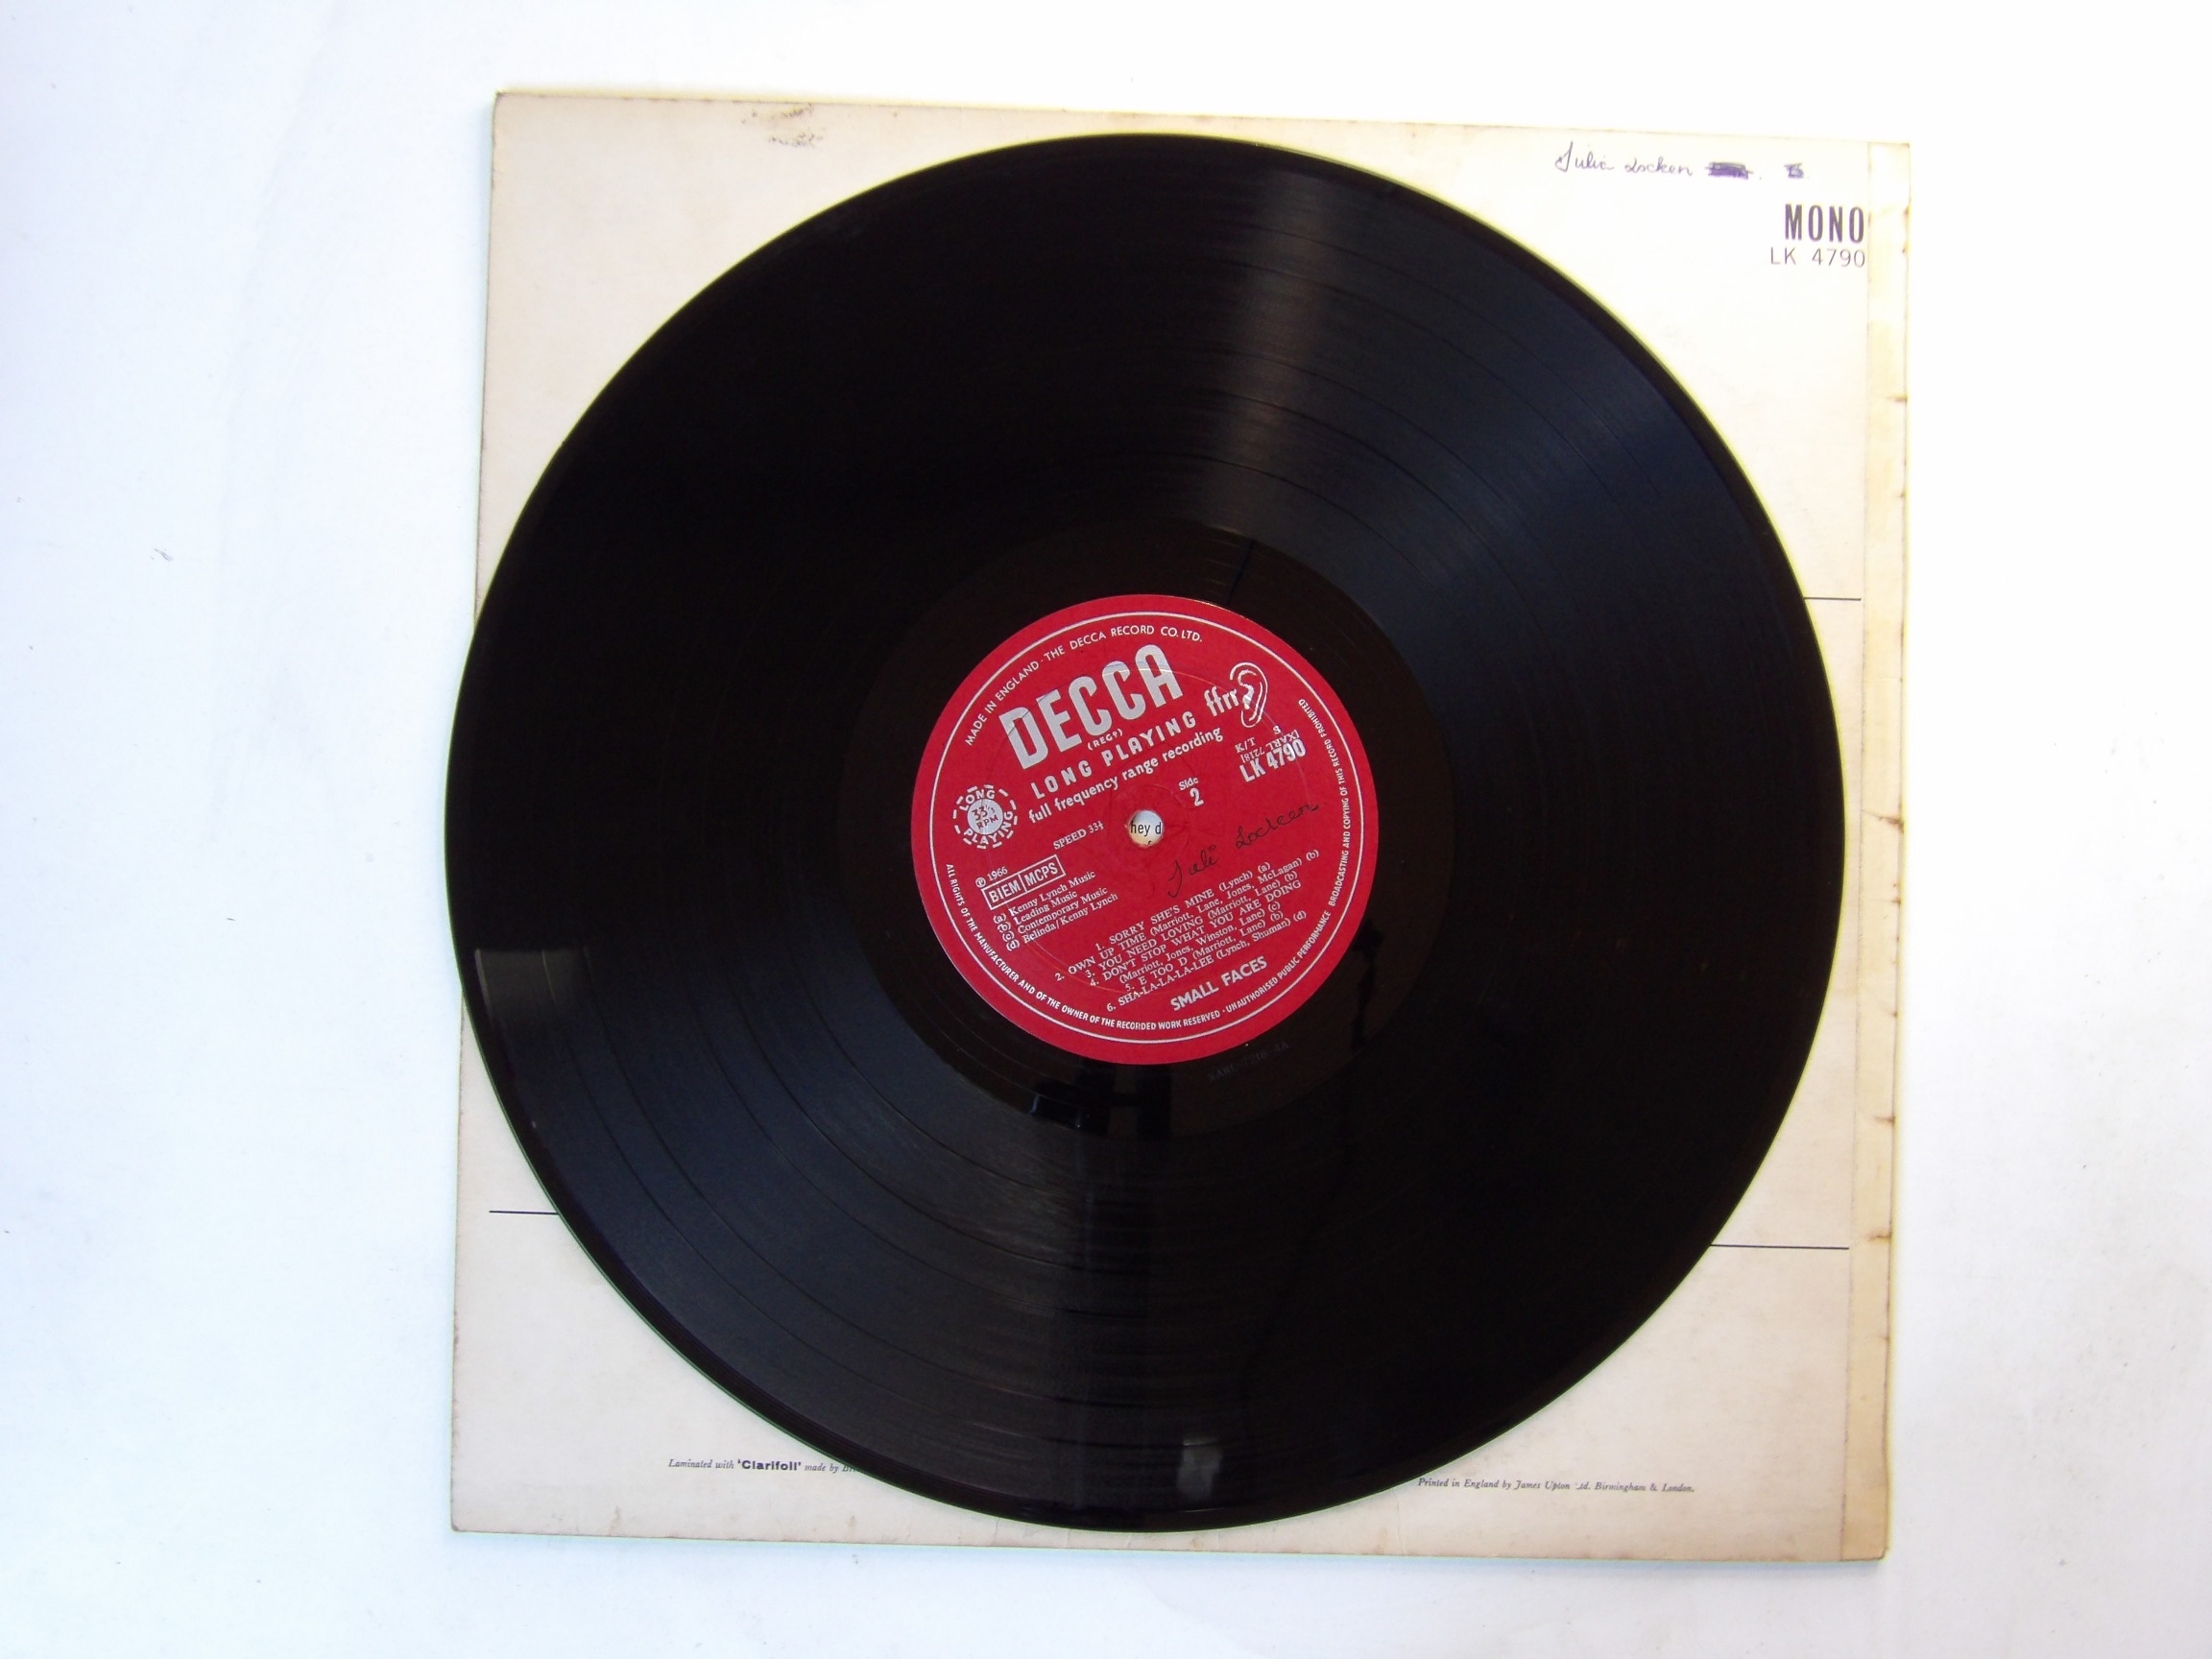 MONO
LK 4790
MADE IN ENGLAND · THE DECCA RECORD CO. LTD.
DECCA
(REGD)
LONG PLAYING ffrr
full frequency range recording
LONG PLAYING
33⅓
RPM
SPEED 33⅓
Side
2
K/T
LK 4790
hey d
℗ 1966
BIEM MCPS
(a) Kenny Lynch Music
(b) Leading Music
(c) Contemporary Music
(d) Belinda/Kenny Lynch
1. SORRY SHE'S MINE (Lynch) (a)
2. OWN UP TIME (Marriott, Lane, Jones, McLagan) (b)
3. YOU NEED LOVING (Marriott, Lane) (b)
4. DON'T STOP WHAT YOU ARE DOING
(Marriott, Jones, Winston, Lane) (c)
5. E TOO D (Marriott, Lane) (b)
6. SHA-LA-LA-LA-LEE (Lynch, Shuman) (d)
SMALL FACES
ALL RIGHTS OF THE MANUFACTURER AND OF THE OWNER OF THE RECORDED WORK RESERVED · UNAUTHORISED PUBLIC PERFORMANCE BROADCASTING AND COPYING OF THIS RECORD PROHIBITED
Laminated with 'Clarifoil' made by
Printed in England by James Upton Ltd. Birmingham & London.